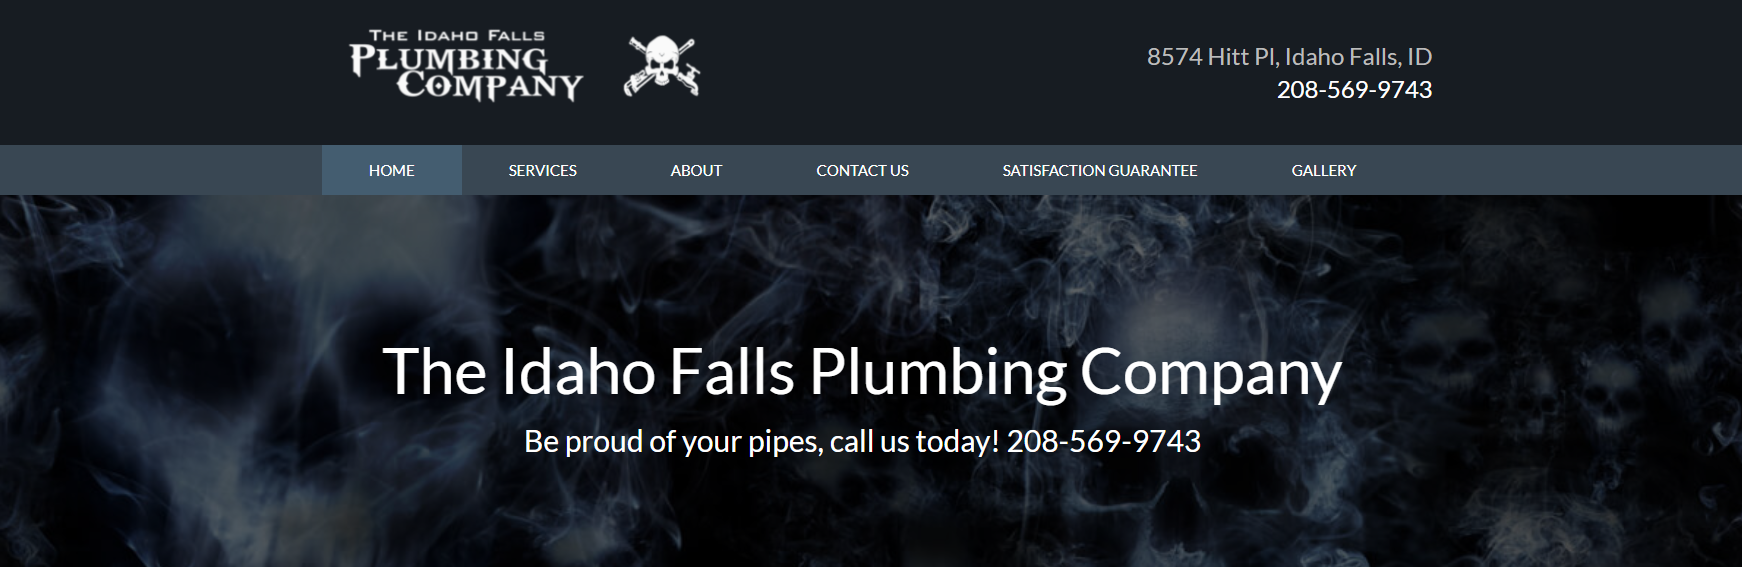 The Idaho Falls
Plumbing
Company
8574 Hitt Pl, Idaho Falls, ID
208-569-9743
HOME SERVICES ABOUT CONTACT US SATISFACTION GUARANTEE GALLERY
The Idaho Falls Plumbing Company
Be proud of your pipes, call us today! 208-569-9743